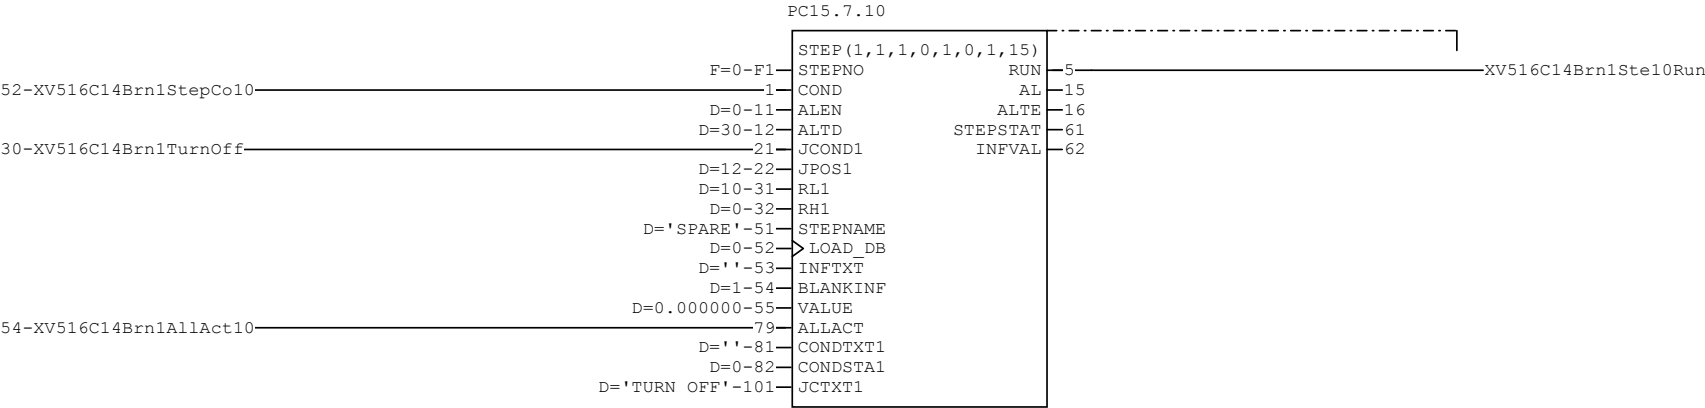 PC15.7.10
STEP(1,1,1,0,1,0,1,15)
F=0-F1 STEPNO RUN 5 XV516C14Brn1Ste10Run
52-XV516C14Brn1StepCo10 1 COND AL 15
D=0-11 ALEN ALTE 16
D=30-12 ALTD STEPSTAT 61
30-XV516C14Brn1TurnOff 21 JCOND1 INFVAL 62
D=12-22 JPOS1
D=10-31 RL1
D=0-32 RH1
D='SPARE'-51 STEPNAME
D=0-52 LOAD_DB
D=''-53 INFTXT
D=1-54 BLANKINF
D=0.000000-55 VALUE
54-XV516C14Brn1AllAct10 79 ALLACT
D=''-81 CONDTXT1
D=0-82 CONDSTA1
D='TURN OFF'-101 JCTXT1